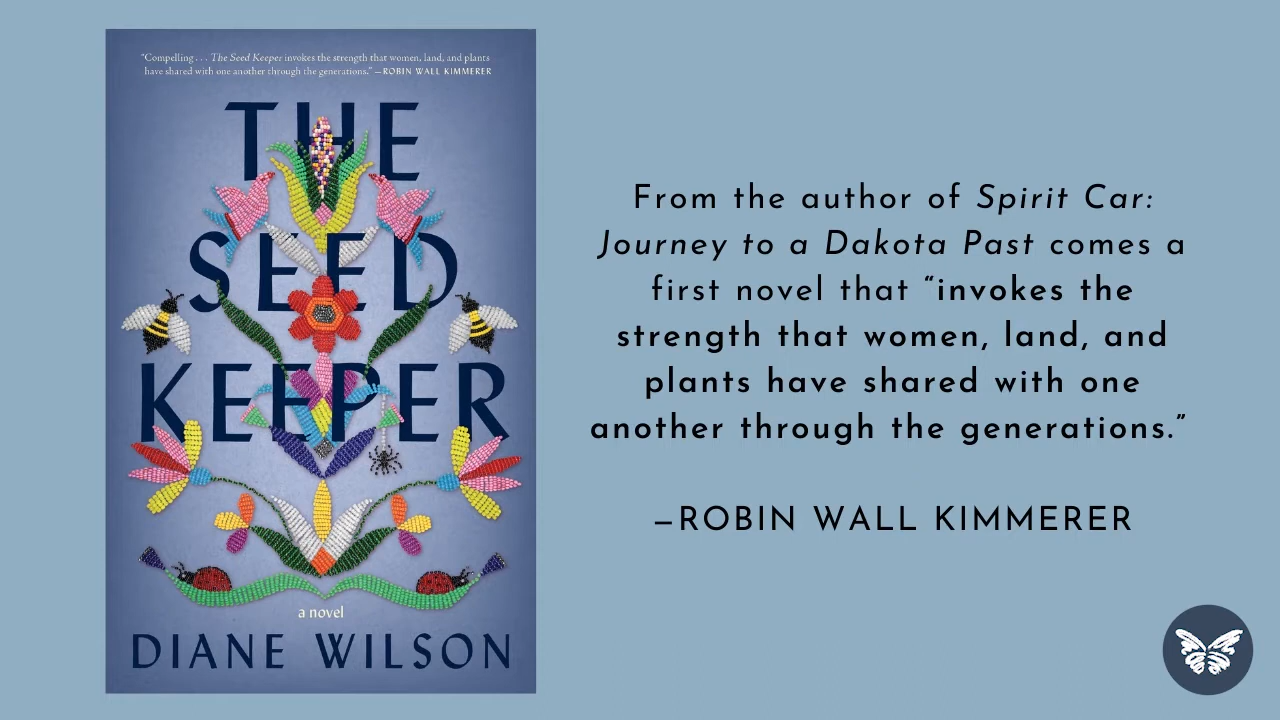 “Compelling . . . The Seed Keeper invokes the strength that women, land, and plants
have shared with one another through the generations.” —ROBIN WALL KIMMERER
THE
SEED
KEEPER
a novel
DIANE WILSON
From the author of Spirit Car:
Journey to a Dakota Past comes a
first novel that “invokes the
strength that women, land, and
plants have shared with one
another through the generations.”
—ROBIN WALL KIMMERER